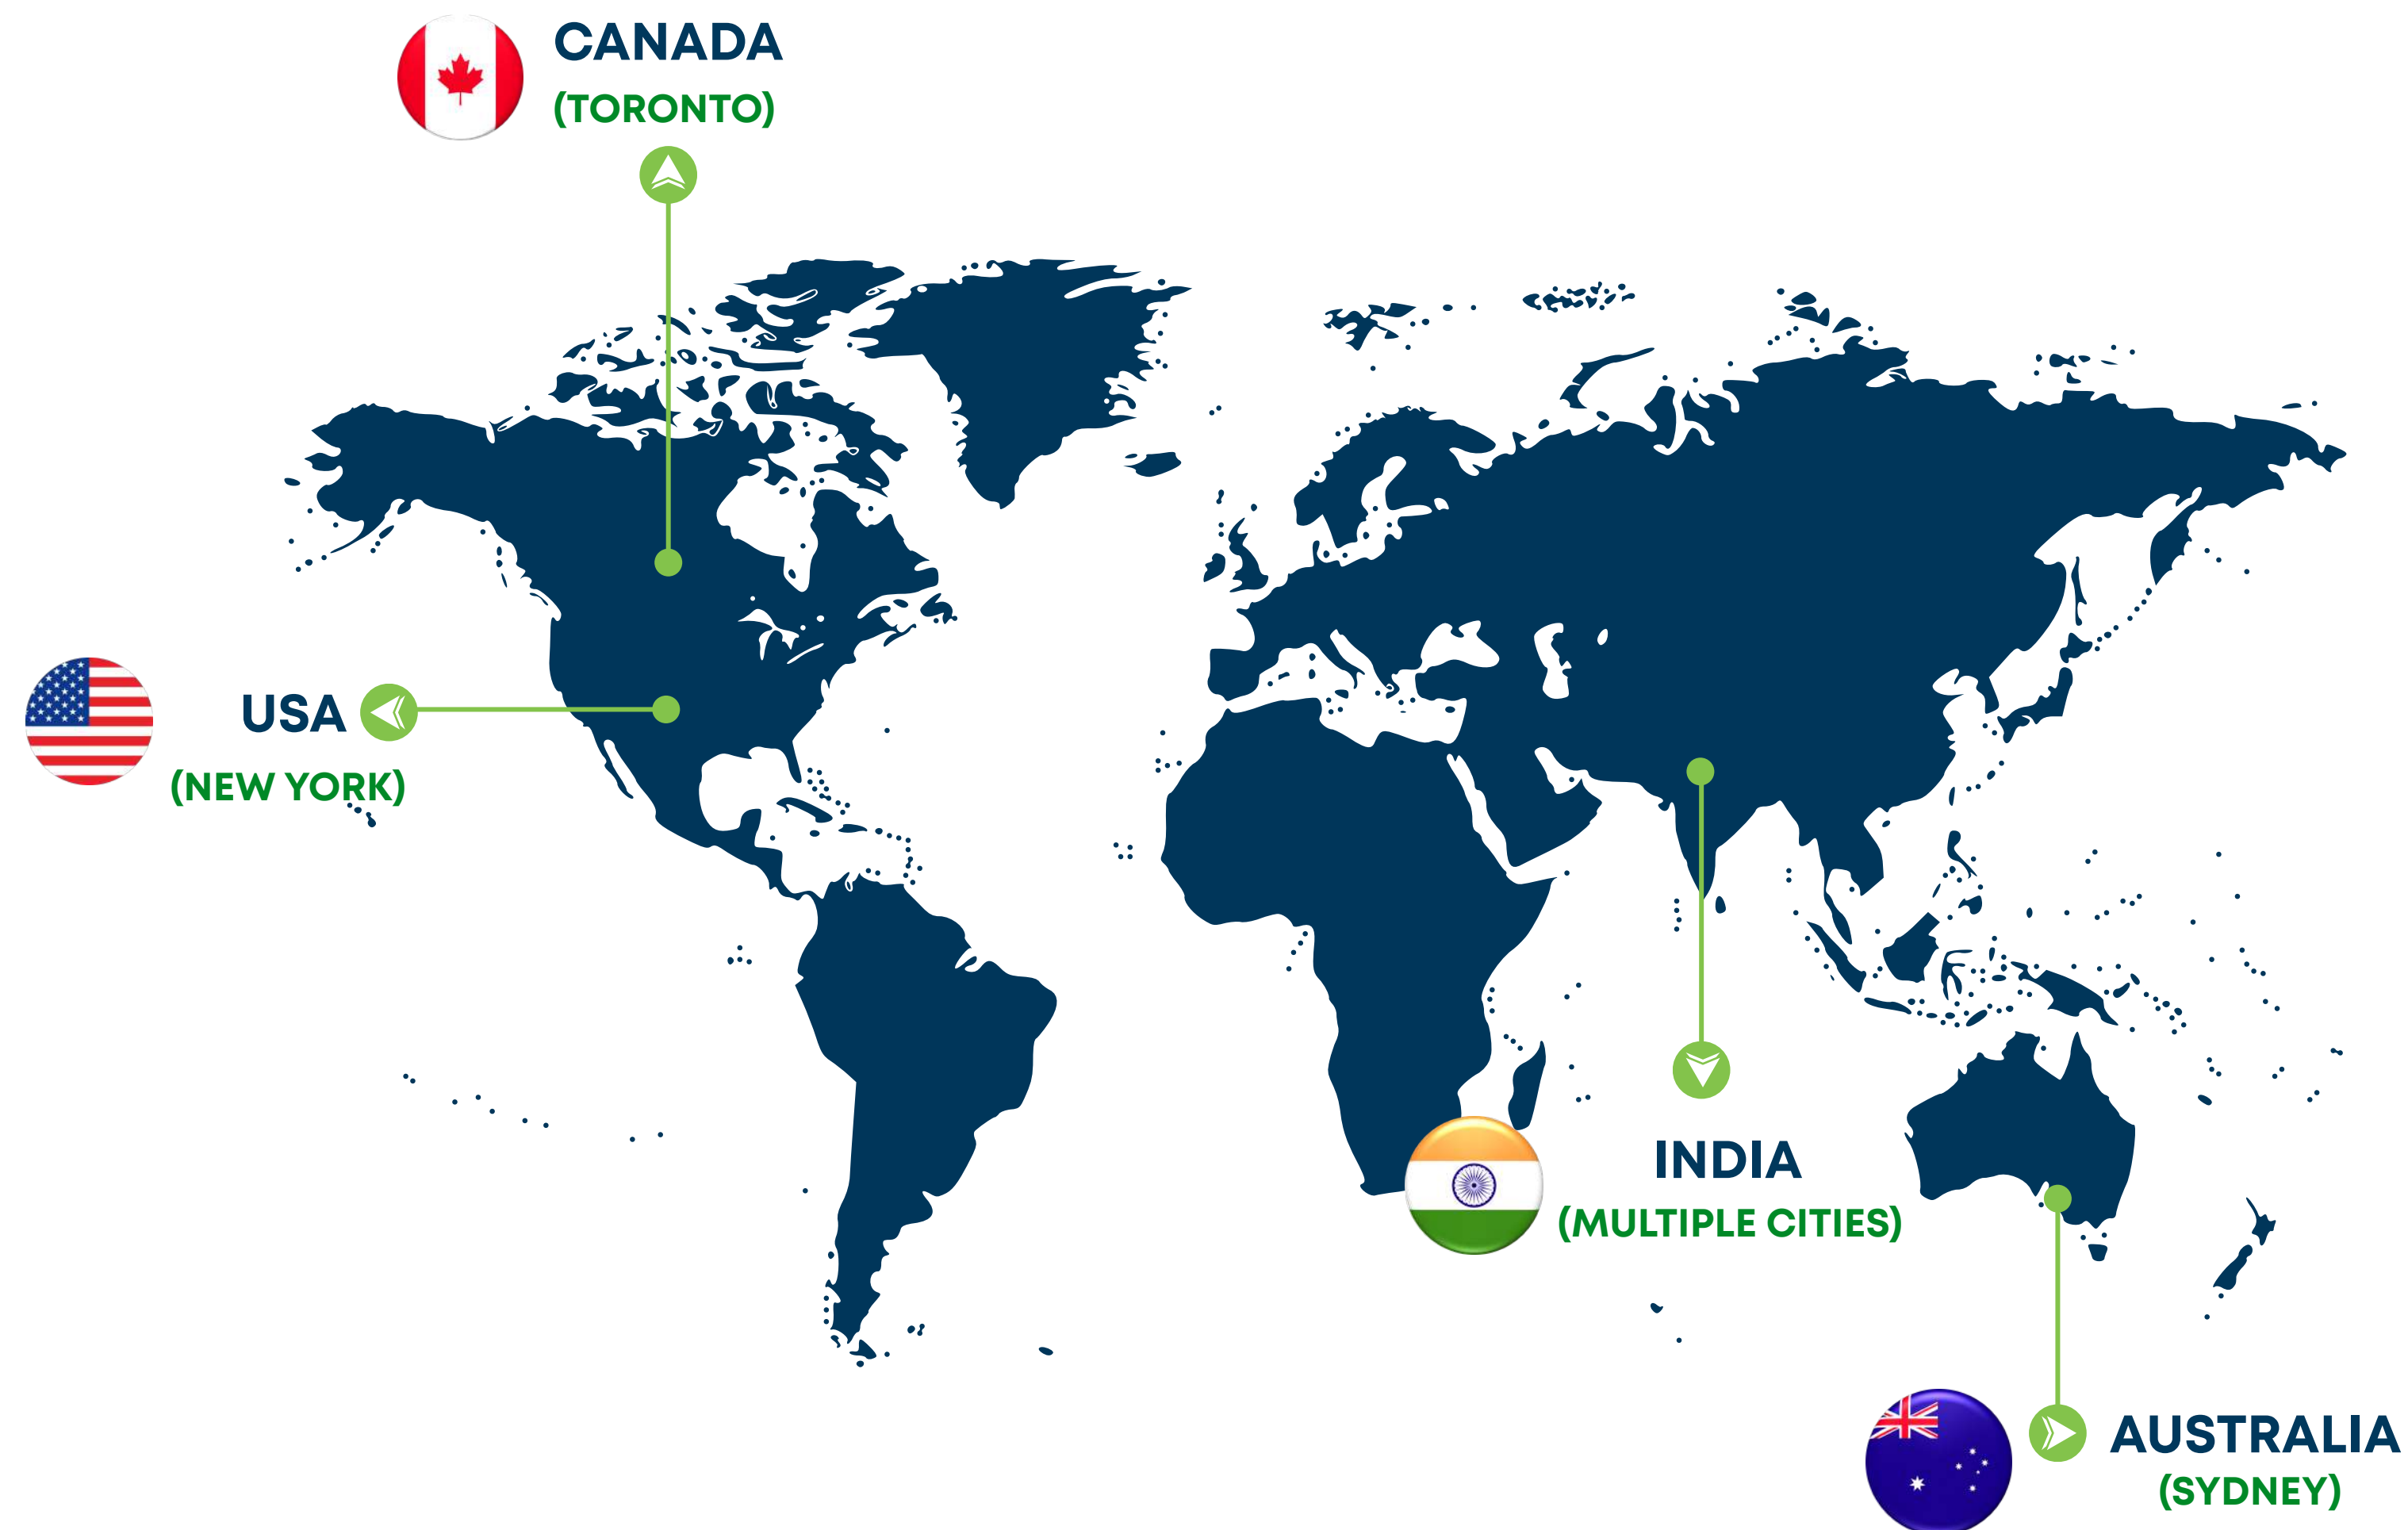 CANADA
(TORONTO)
USA
(NEW YORK)
INDIA
(MULTIPLE CITIES)
AUSTRALIA
(SYDNEY)